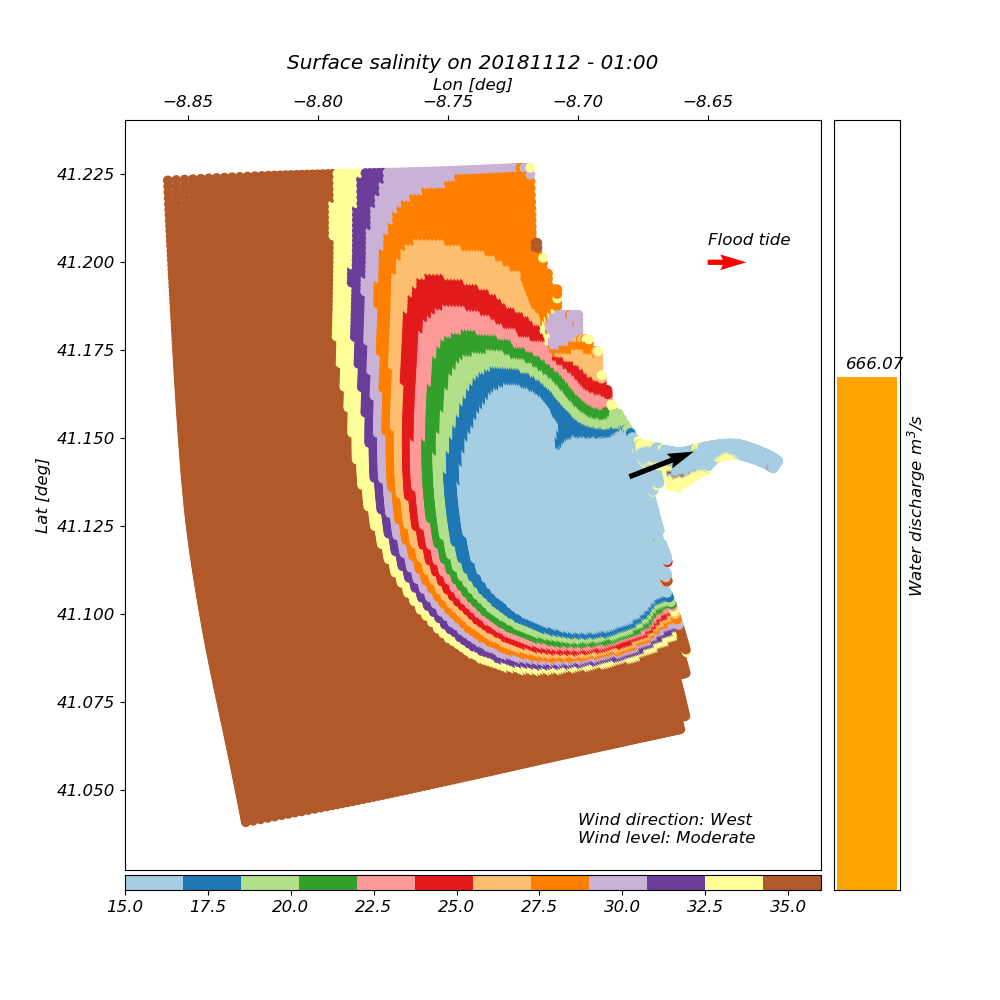 Surface salinity on 20181112 - 01:00
Lon [deg]
−8.85 −8.80 −8.75 −8.70 −8.65
41.225
41.200
41.175
41.150
41.125
41.100
41.075
41.050
Lat [deg]
Flood tide
666.07
Water discharge m³/s
Wind direction: West
Wind level: Moderate
15.0 17.5 20.0 22.5 25.0 27.5 30.0 32.5 35.0